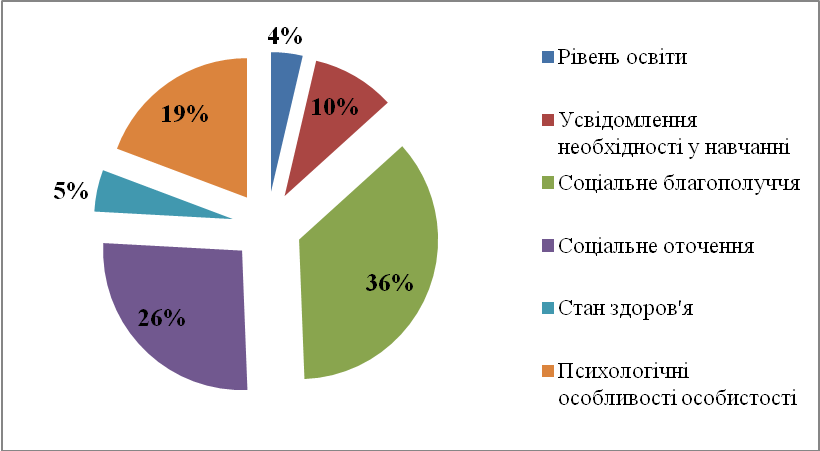 4%
10%
19%
5%
36%
26%
Рівень освіти
Усвідомлення
необхідності у навчанні
Соціальне благополуччя
Соціальне оточення
Стан здоров'я
Психологічні
особливості особистості